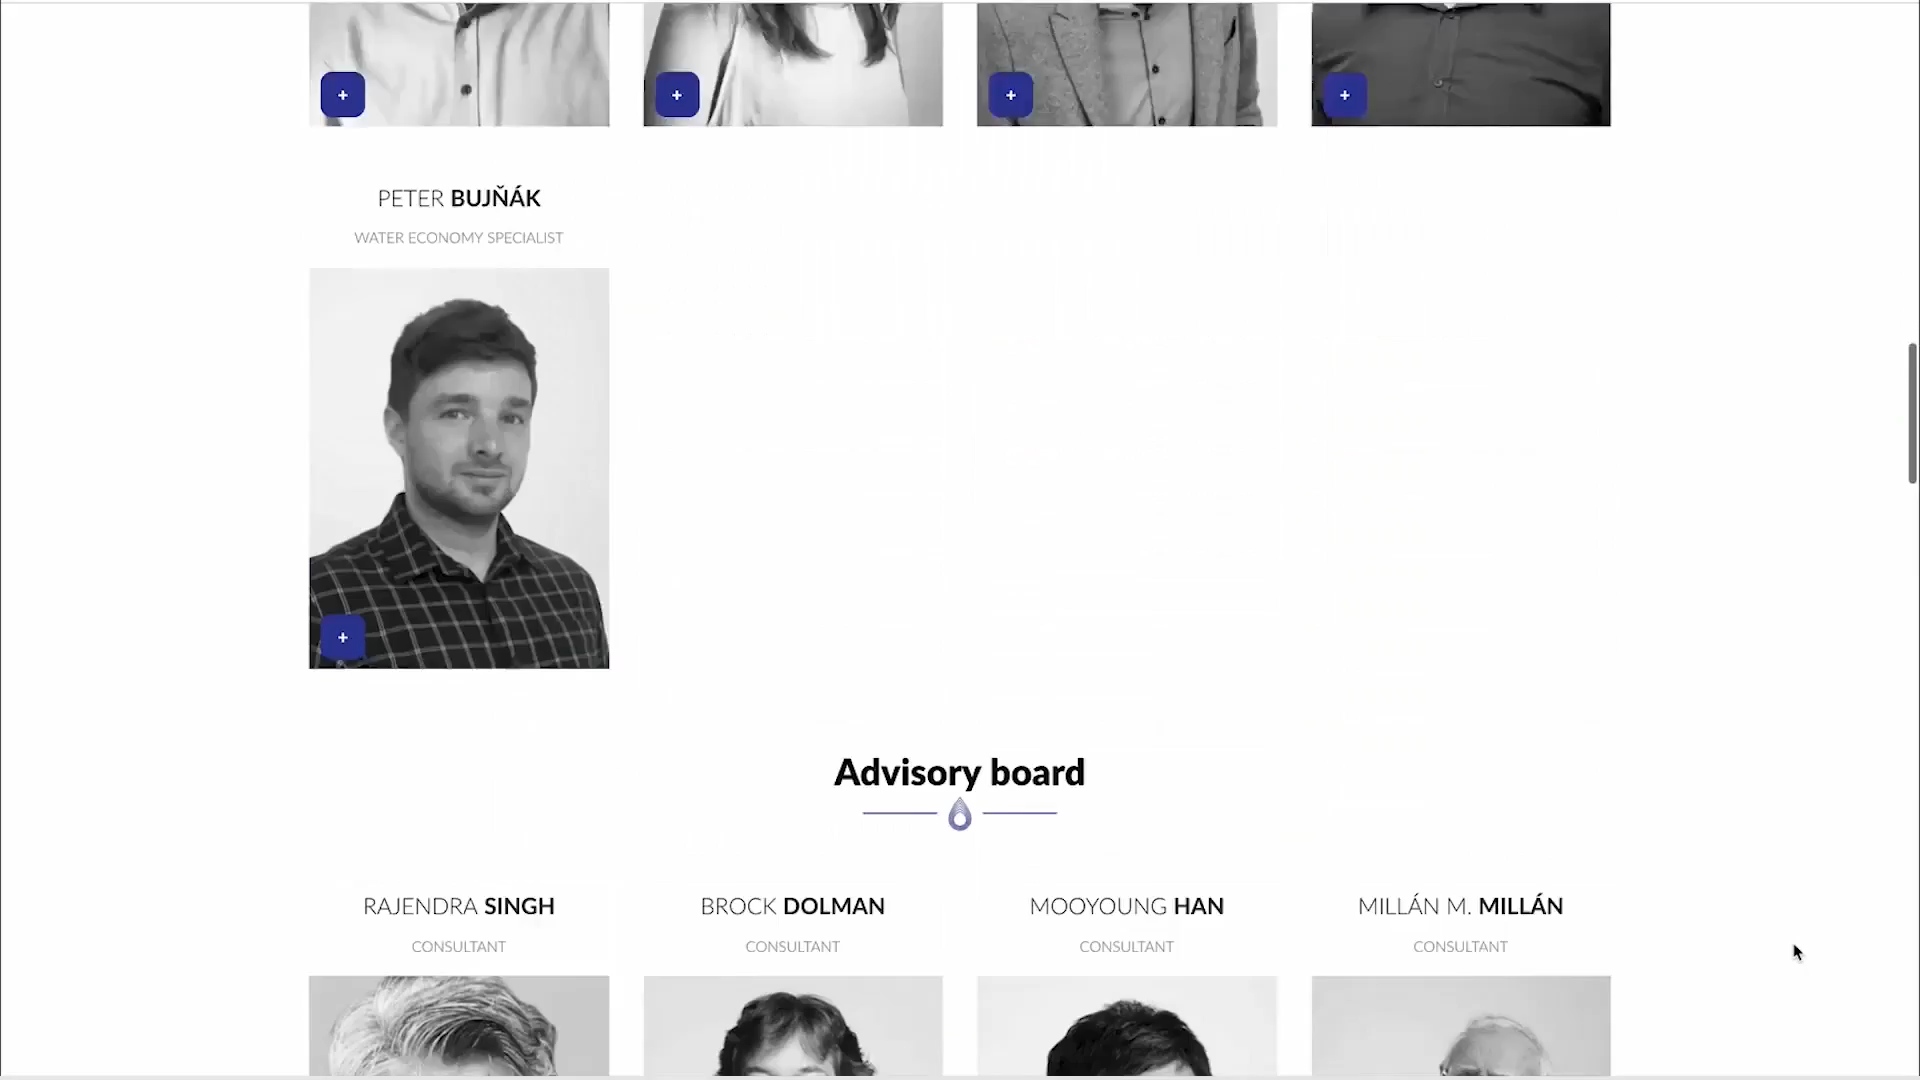 + + + +
PETER BUJŇÁK
WATER ECONOMY SPECIALIST
+
Advisory board
RAJENDRA SINGH BROCK DOLMAN MOOYOUNG HAN MILLÁN M. MILLÁN
CONSULTANT CONSULTANT CONSULTANT CONSULTANT